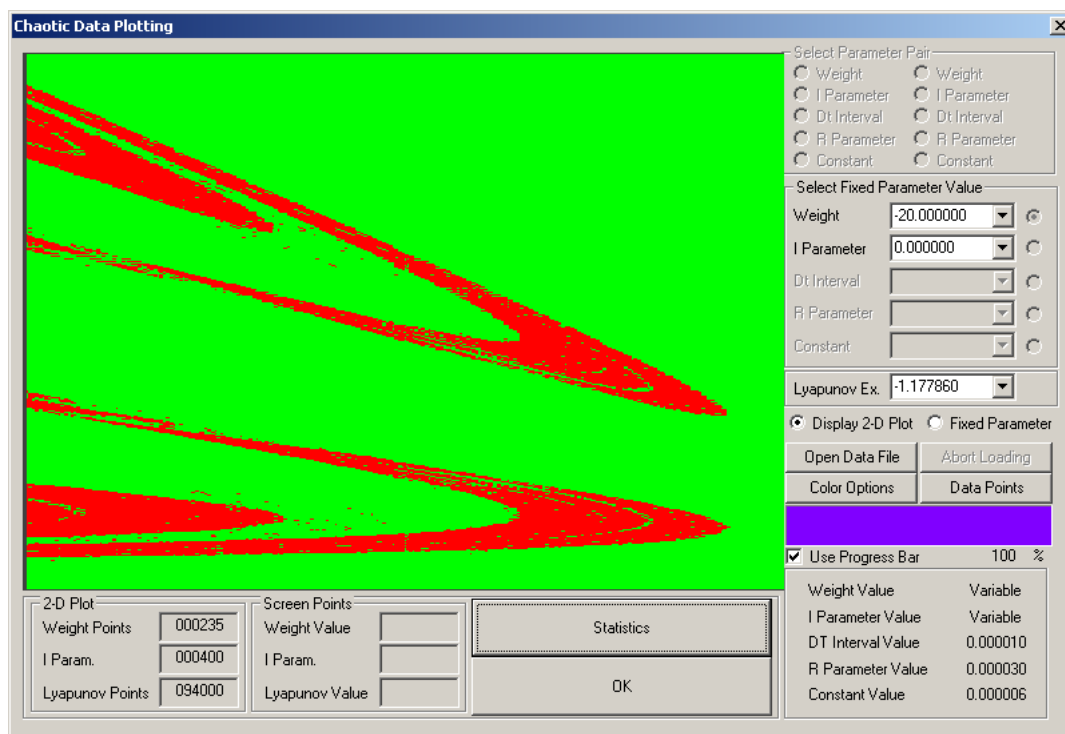 Chaotic Data Plotting
Select Parameter Pair
Weight Weight
I Parameter I Parameter
Dt Interval Dt Interval
R Parameter R Parameter
Constant Constant
Select Fixed Parameter Value
Weight -20.000000
I Parameter 0.000000
Dt Interval
R Parameter
Constant
Lyapunov Ex. -1.177860
Display 2-D Plot Fixed Parameter
Open Data File Abort Loading
Color Options Data Points
Use Progress Bar 100 %
Weight Value Variable
I Parameter Value Variable
DT Interval Value 0.000010
R Parameter Value 0.000030
Constant Value 0.000006
2-D Plot
Weight Points 000235
I Param. 000400
Lyapunov Points 094000
Screen Points
Weight Value
I Param.
Lyapunov Value
Statistics
OK